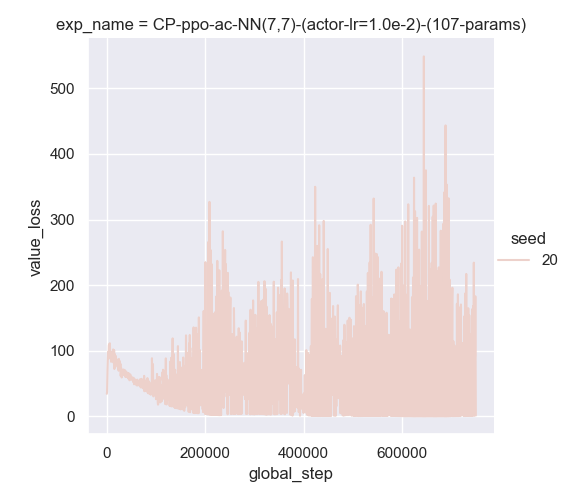 exp_name = CP-ppo-ac-NN(7,7)-(actor-lr=1.0e-2)-(107-params)
500
400
300
200
100
0
value_loss
seed
20
0
200000
400000
600000
global_step